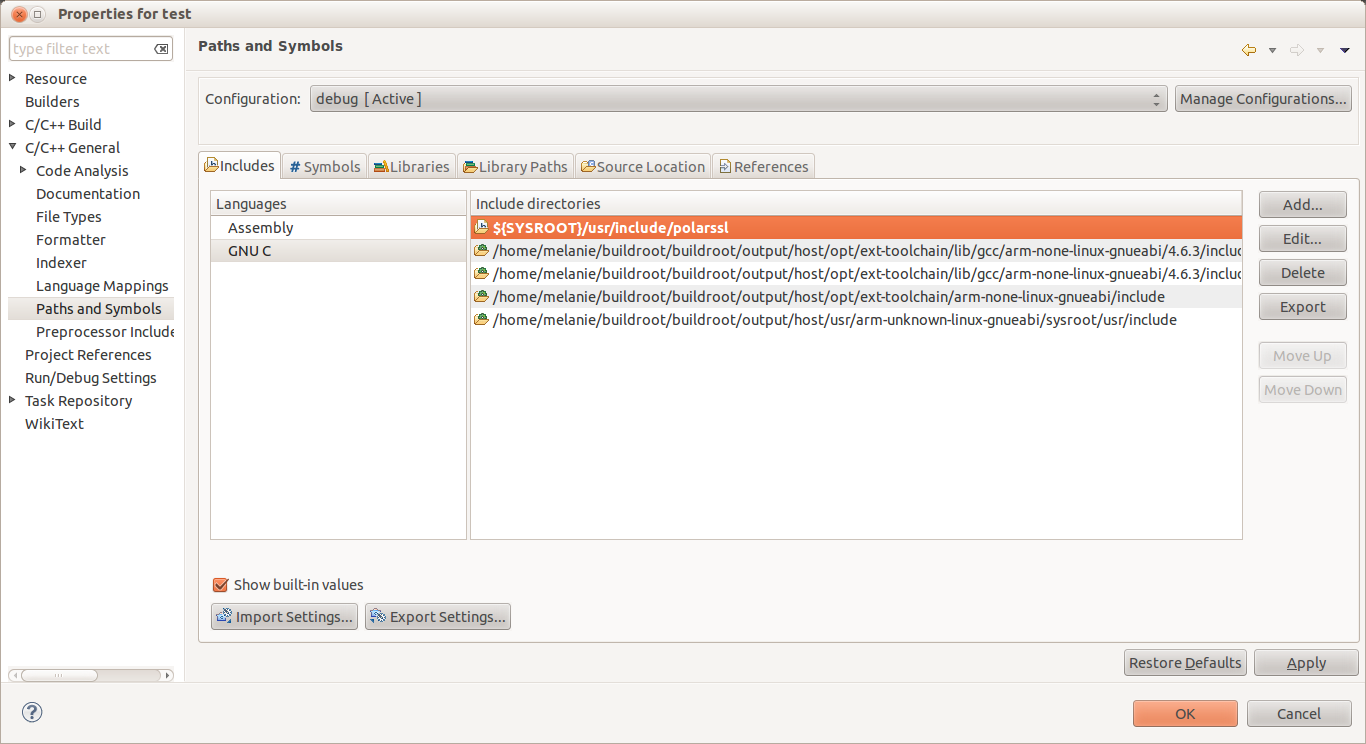 Properties for test
type filter text
Resource
Builders
C/C++ Build
C/C++ General
Code Analysis
Documentation
File Types
Formatter
Indexer
Language Mappings
Paths and Symbols
Preprocessor Include
Project References
Run/Debug Settings
Task Repository
WikiText
Paths and Symbols
Configuration: debug [ Active ] Manage Configurations...
Includes # Symbols Libraries Library Paths Source Location References
Languages
Assembly
GNU C
Include directories
${SYSROOT}/usr/include/polarssl
/home/melanie/buildroot/buildroot/output/host/opt/ext-toolchain/lib/gcc/arm-none-linux-gnueabi/4.6.3/includ
/home/melanie/buildroot/buildroot/output/host/opt/ext-toolchain/lib/gcc/arm-none-linux-gnueabi/4.6.3/includ
/home/melanie/buildroot/buildroot/output/host/opt/ext-toolchain/arm-none-linux-gnueabi/include
/home/melanie/buildroot/buildroot/output/host/usr/arm-unknown-linux-gnueabi/sysroot/usr/include
Add...
Edit...
Delete
Export
Move Up
Move Down
Show built-in values
Import Settings... Export Settings...
Restore Defaults Apply
? OK Cancel